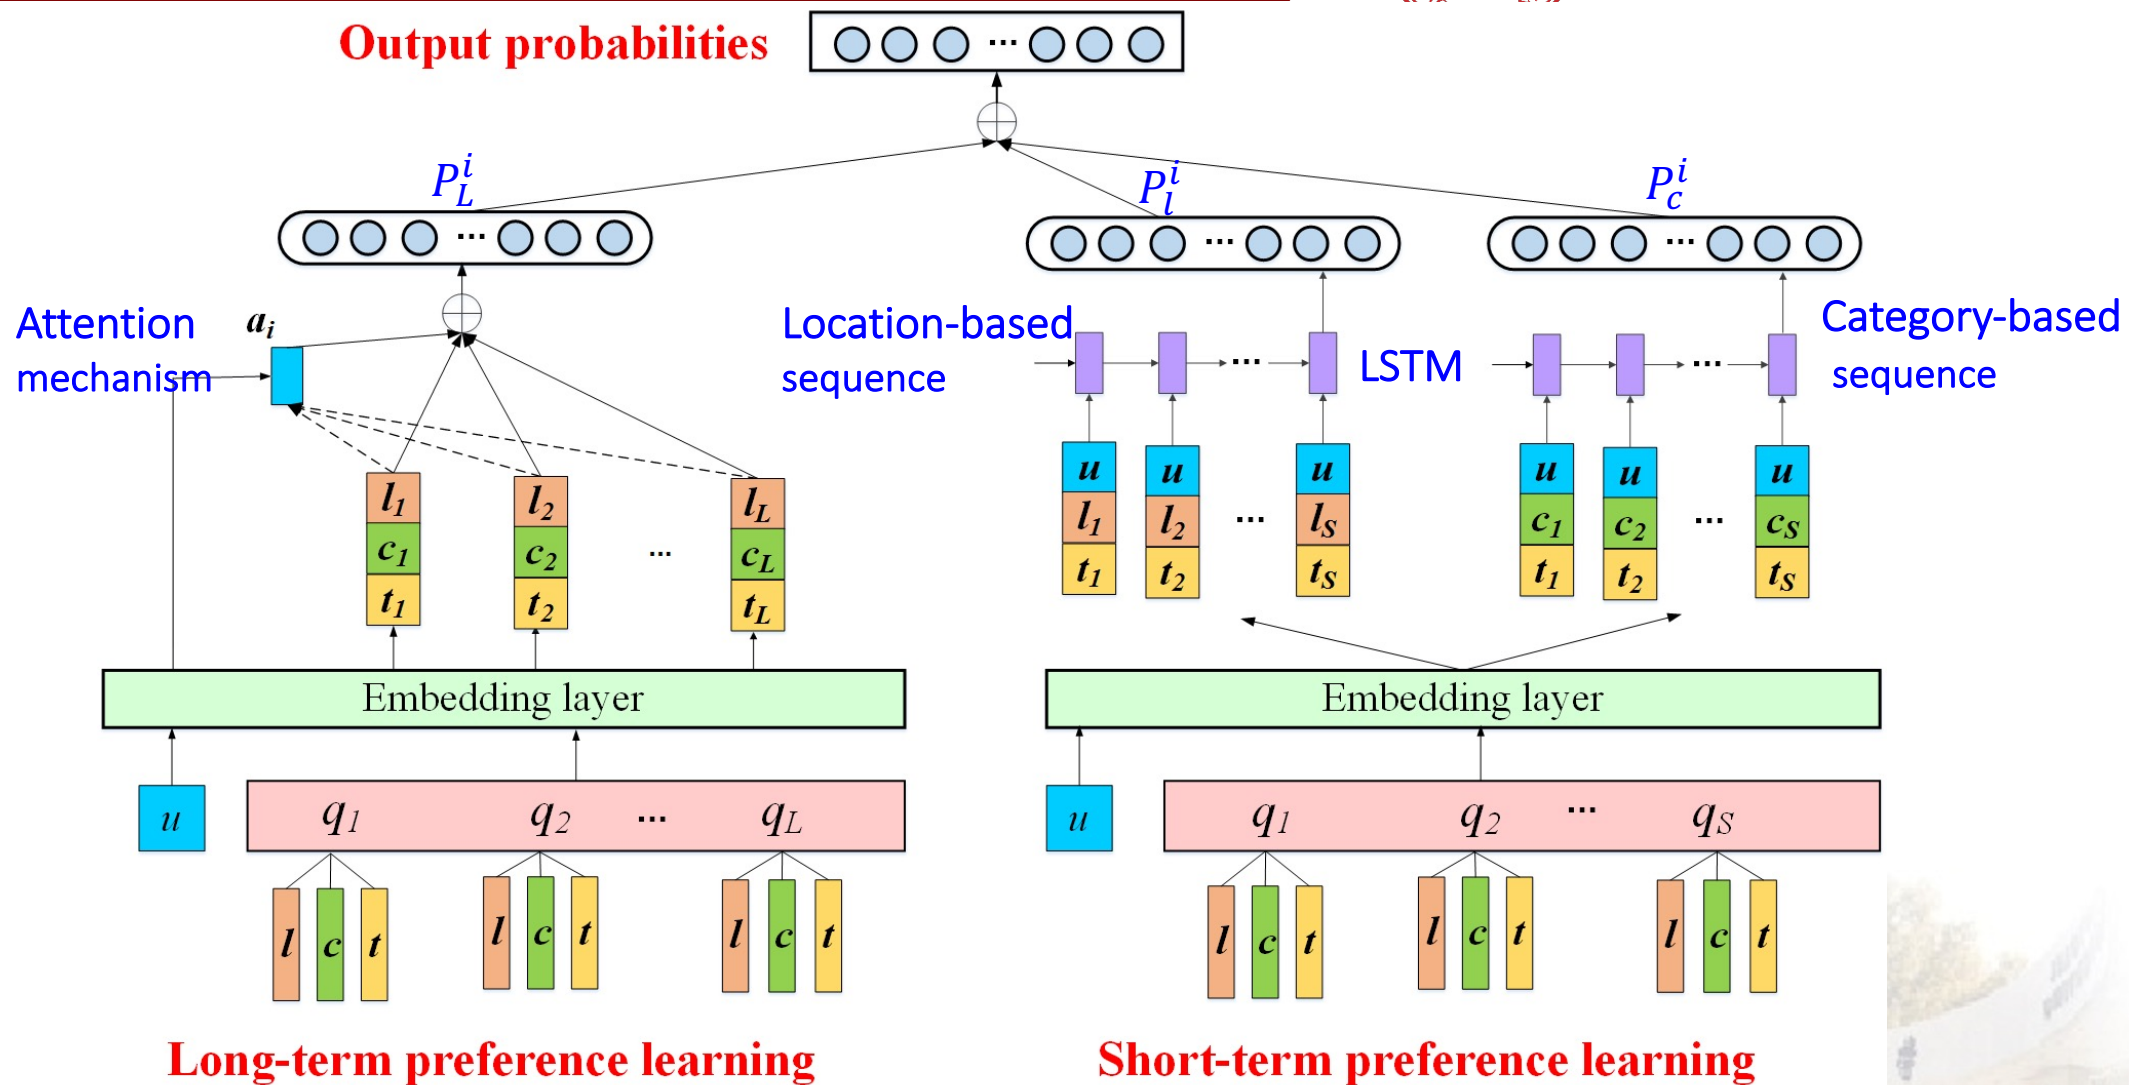 Output probabilities
...
P_L^i
P_l^i
P_c^i
...
...
...
Attention
mechanism
a_i
Location-based
sequence
...
LSTM
...
Category-based
sequence
l_1 l_2 l_L
c_1 c_2 ... c_L
t_1 t_2 t_L
u u u
l_1 l_2 ... l_S
t_1 t_2 t_S
u u u
c_1 c_2 ... c_S
t_1 t_2 t_S
Embedding layer
Embedding layer
u
q_1 q_2 ... q_L
u
q_1 q_2 ... q_S
l c t
l c t
l c t
l c t
l c t
l c t
Long-term preference learning
Short-term preference learning